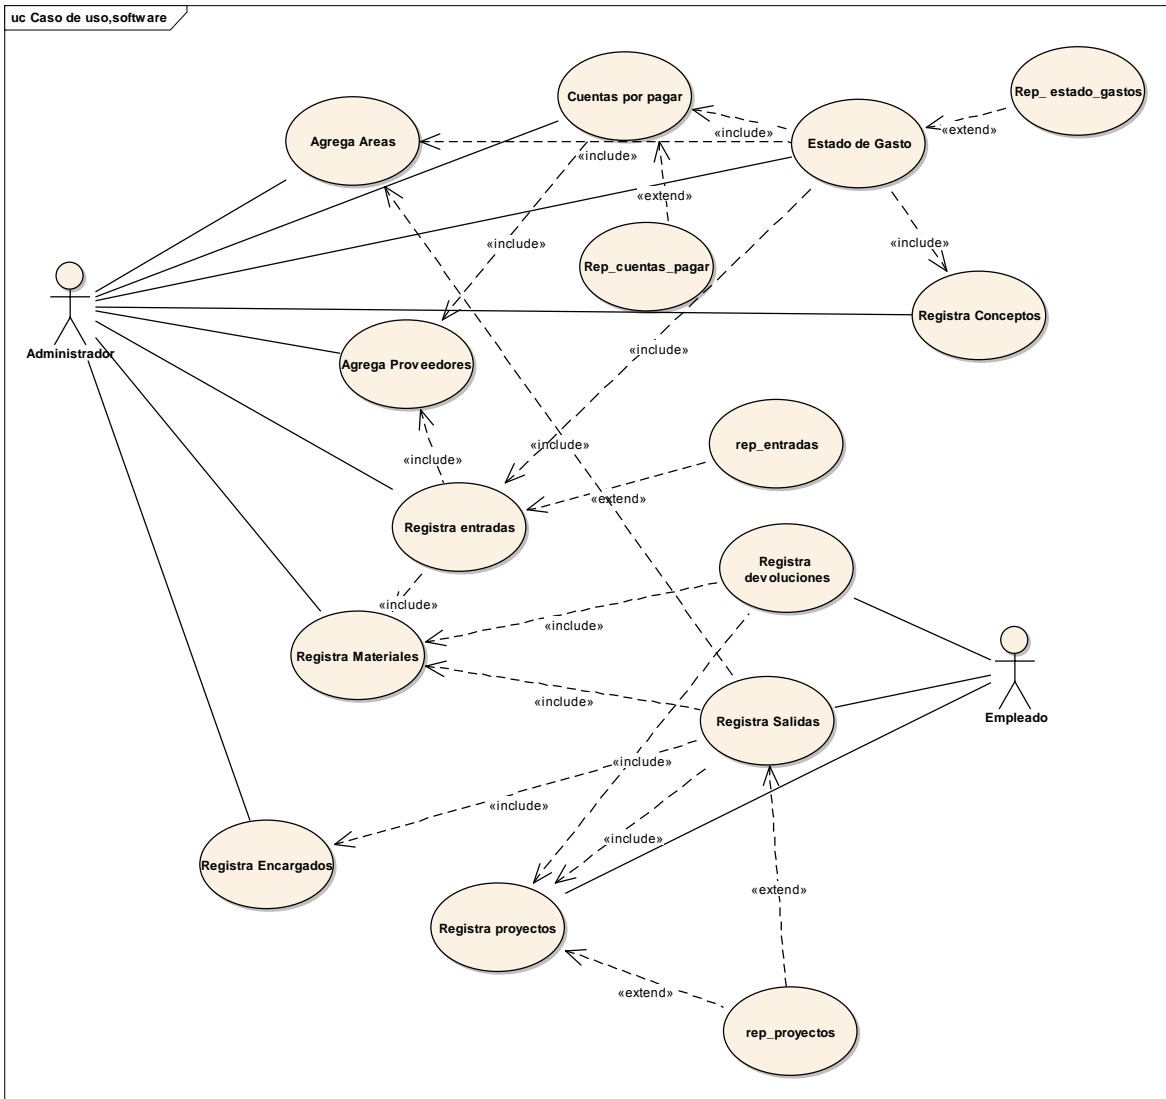 uc Caso de uso,software
Cuentas por pagar
Rep_ estado_gastos
Agrega Areas
«include»
«extend»
Estado de Gasto
«include»
«extend»
«include»
«include»
Rep_cuentas_pagar
Registra Conceptos
Administrador
«include»
Agrega Proveedores
«include»
rep_entradas
«include»
«extend»
Registra entradas
Registra
devoluciones
«include»
«include»
Registra Materiales
«include»
Registra Salidas
Empleado
«include»
«include»
«include»
Registra Encargados
«extend»
Registra proyectos
«extend»
rep_proyectos